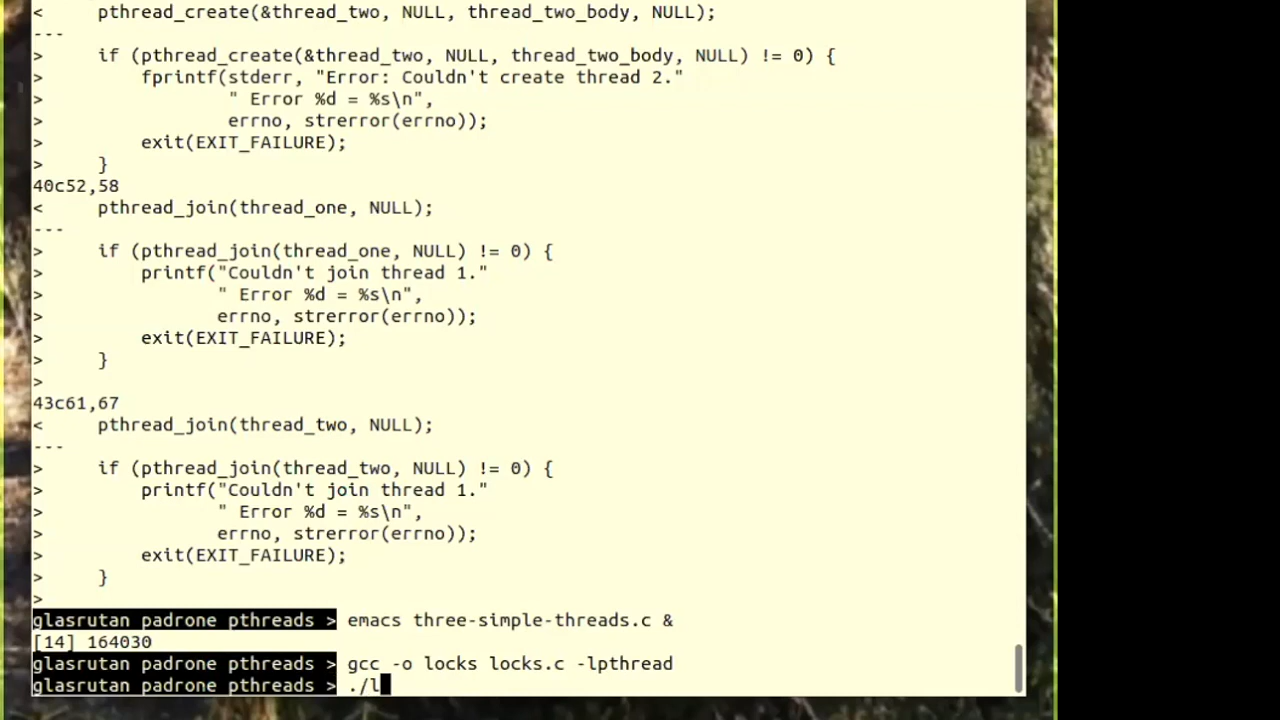 <     pthread_create(&thread_two, NULL, thread_two_body, NULL);
---
>     if (pthread_create(&thread_two, NULL, thread_two_body, NULL) != 0) {
>         fprintf(stderr, "Error: Couldn't create thread 2."
>                 " Error %d = %s\n",
>                   errno, strerror(errno));
>         exit(EXIT_FAILURE);
>     }
40c52,58
<     pthread_join(thread_one, NULL);
---
>     if (pthread_join(thread_one, NULL) != 0) {
>         printf("Couldn't join thread 1."
>                " Error %d = %s\n",
>                errno, strerror(errno));
>         exit(EXIT_FAILURE);
>     }
>
43c61,67
<     pthread_join(thread_two, NULL);
---
>     if (pthread_join(thread_two, NULL) != 0) {
>         printf("Couldn't join thread 1."
>                " Error %d = %s\n",
>                errno, strerror(errno));
>         exit(EXIT_FAILURE);
>     }
>
glasrutan padrone pthreads > emacs three-simple-threads.c &
[14] 164030
glasrutan padrone pthreads > gcc -o locks locks.c -lpthread
glasrutan padrone pthreads > ./l